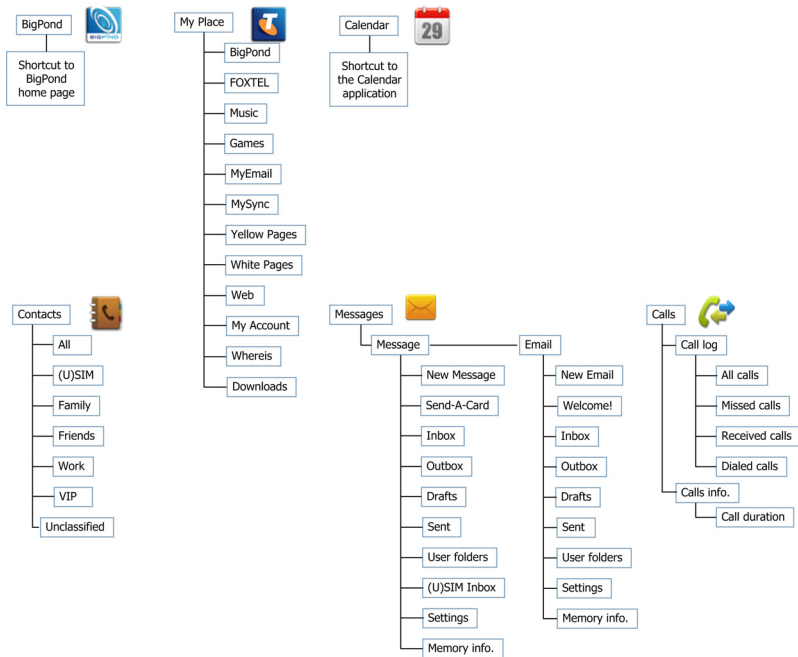 BigPond
BIGPOND
Shortcut to
BigPond
home page
My Place
T
BigPond
FOXTEL
Music
Games
MyEmail
MySync
Yellow Pages
White Pages
Web
My Account
Whereis
Downloads
Calendar
29
Shortcut to
the Calendar
application
Contacts
All
(U)SIM
Family
Friends
Work
VIP
Unclassified
Messages
Message
New Message
Send-A-Card
Inbox
Outbox
Drafts
Sent
User folders
(U)SIM Inbox
Settings
Memory info.
Email
New Email
Welcome!
Inbox
Outbox
Drafts
Sent
User folders
Settings
Memory info.
Calls
Call log
All calls
Missed calls
Received calls
Dialed calls
Calls info.
Call duration